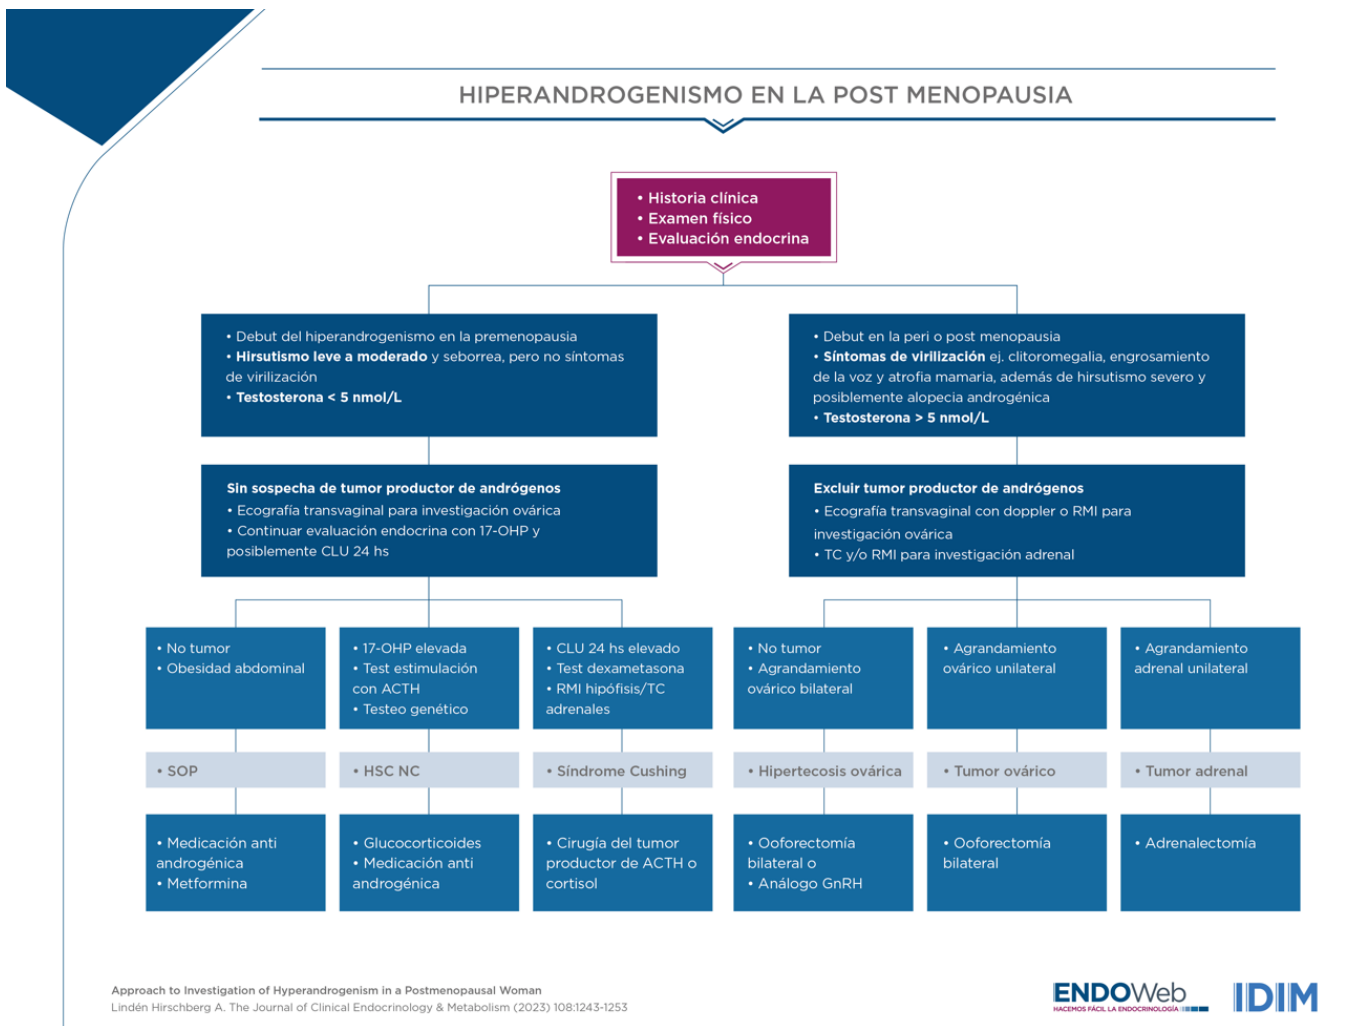 HIPERANDROGENISMO EN LA POST MENOPAUSIA
• Historia clínica
• Examen físico
• Evaluación endocrina
• Debut del hiperandrogenismo en la premenopausia
• Hirsutismo leve a moderado y seborrea, pero no síntomas
de virilización
• Testosterona < 5 nmol/L
• Debut en la peri o post menopausia
• Síntomas de virilización ej. clitoromegalia, engrosamiento
de la voz y atrofia mamaria, además de hirsutismo severo y
posiblemente alopecia androgénica
• Testosterona > 5 nmol/L
Sin sospecha de tumor productor de andrógenos
• Ecografía transvaginal para investigación ovárica
• Continuar evaluación endocrina con 17-OHP y
posiblemente CLU 24 hs
Excluir tumor productor de andrógenos
• Ecografía transvaginal con doppler o RMI para
investigación ovárica
• TC y/o RMI para investigación adrenal
• No tumor
• Obesidad abdominal
• 17-OHP elevada
• Test estimulación
con ACTH
• Testeo genético
• CLU 24 hs elevado
• Test dexametasona
• RMI hipófisis/TC
adrenales
• No tumor
• Agrandamiento
ovárico bilateral
• Agrandamiento
ovárico unilateral
• Agrandamiento
adrenal unilateral
• SOP
• HSC NC
• Síndrome Cushing
• Hipertecosis ovárica
• Tumor ovárico
• Tumor adrenal
• Medicación anti
androgénica
• Metformina
• Glucocorticoides
• Medicación anti
androgénica
• Cirugía del tumor
productor de ACTH o
cortisol
• Ooforectomía
bilateral o
• Análogo GnRH
• Ooforectomía
bilateral
• Adrenalectomía
Approach to Investigation of Hyperandrogenism in a Postmenopausal Woman
Lindén Hirschberg A. The Journal of Clinical Endocrinology & Metabolism (2023) 108:1243-1253
ENDOWeb
HACEMOS FÁCIL LA ENDOCRINOLOGÍA
IDIM